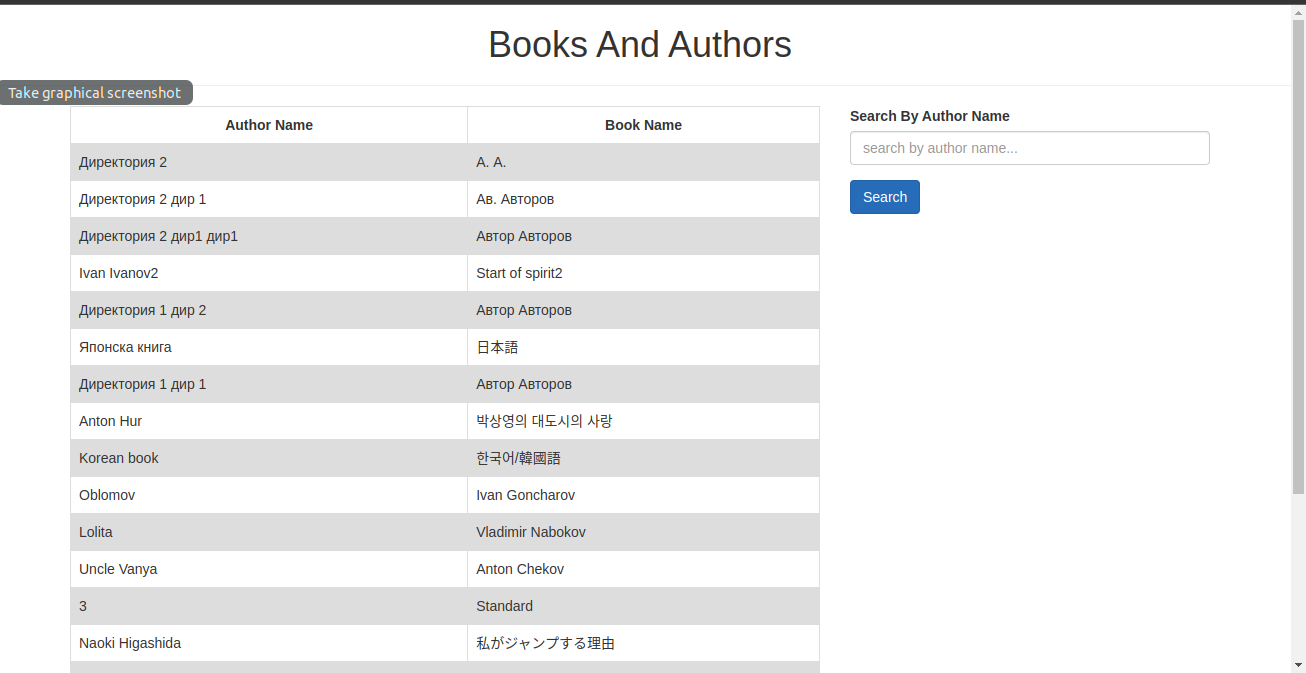 Books And Authors
Take graphical screenshot
Author Name Book Name
Search By Author Name
search by author name...
Search
Директория 2 А. А.
Директория 2 дир 1 Ав. Авторов
Директория 2 дир1 дир1 Автор Авторов
Ivan Ivanov2 Start of spirit2
Директория 1 дир 2 Автор Авторов
Японска книга 日本語
Директория 1 дир 1 Автор Авторов
Anton Hur 박상영의 대도시의 사랑
Korean book 한국어/韓國語
Oblomov Ivan Goncharov
Lolita Vladimir Nabokov
Uncle Vanya Anton Chekov
3 Standard
Naoki Higashida 私がジャンプする理由